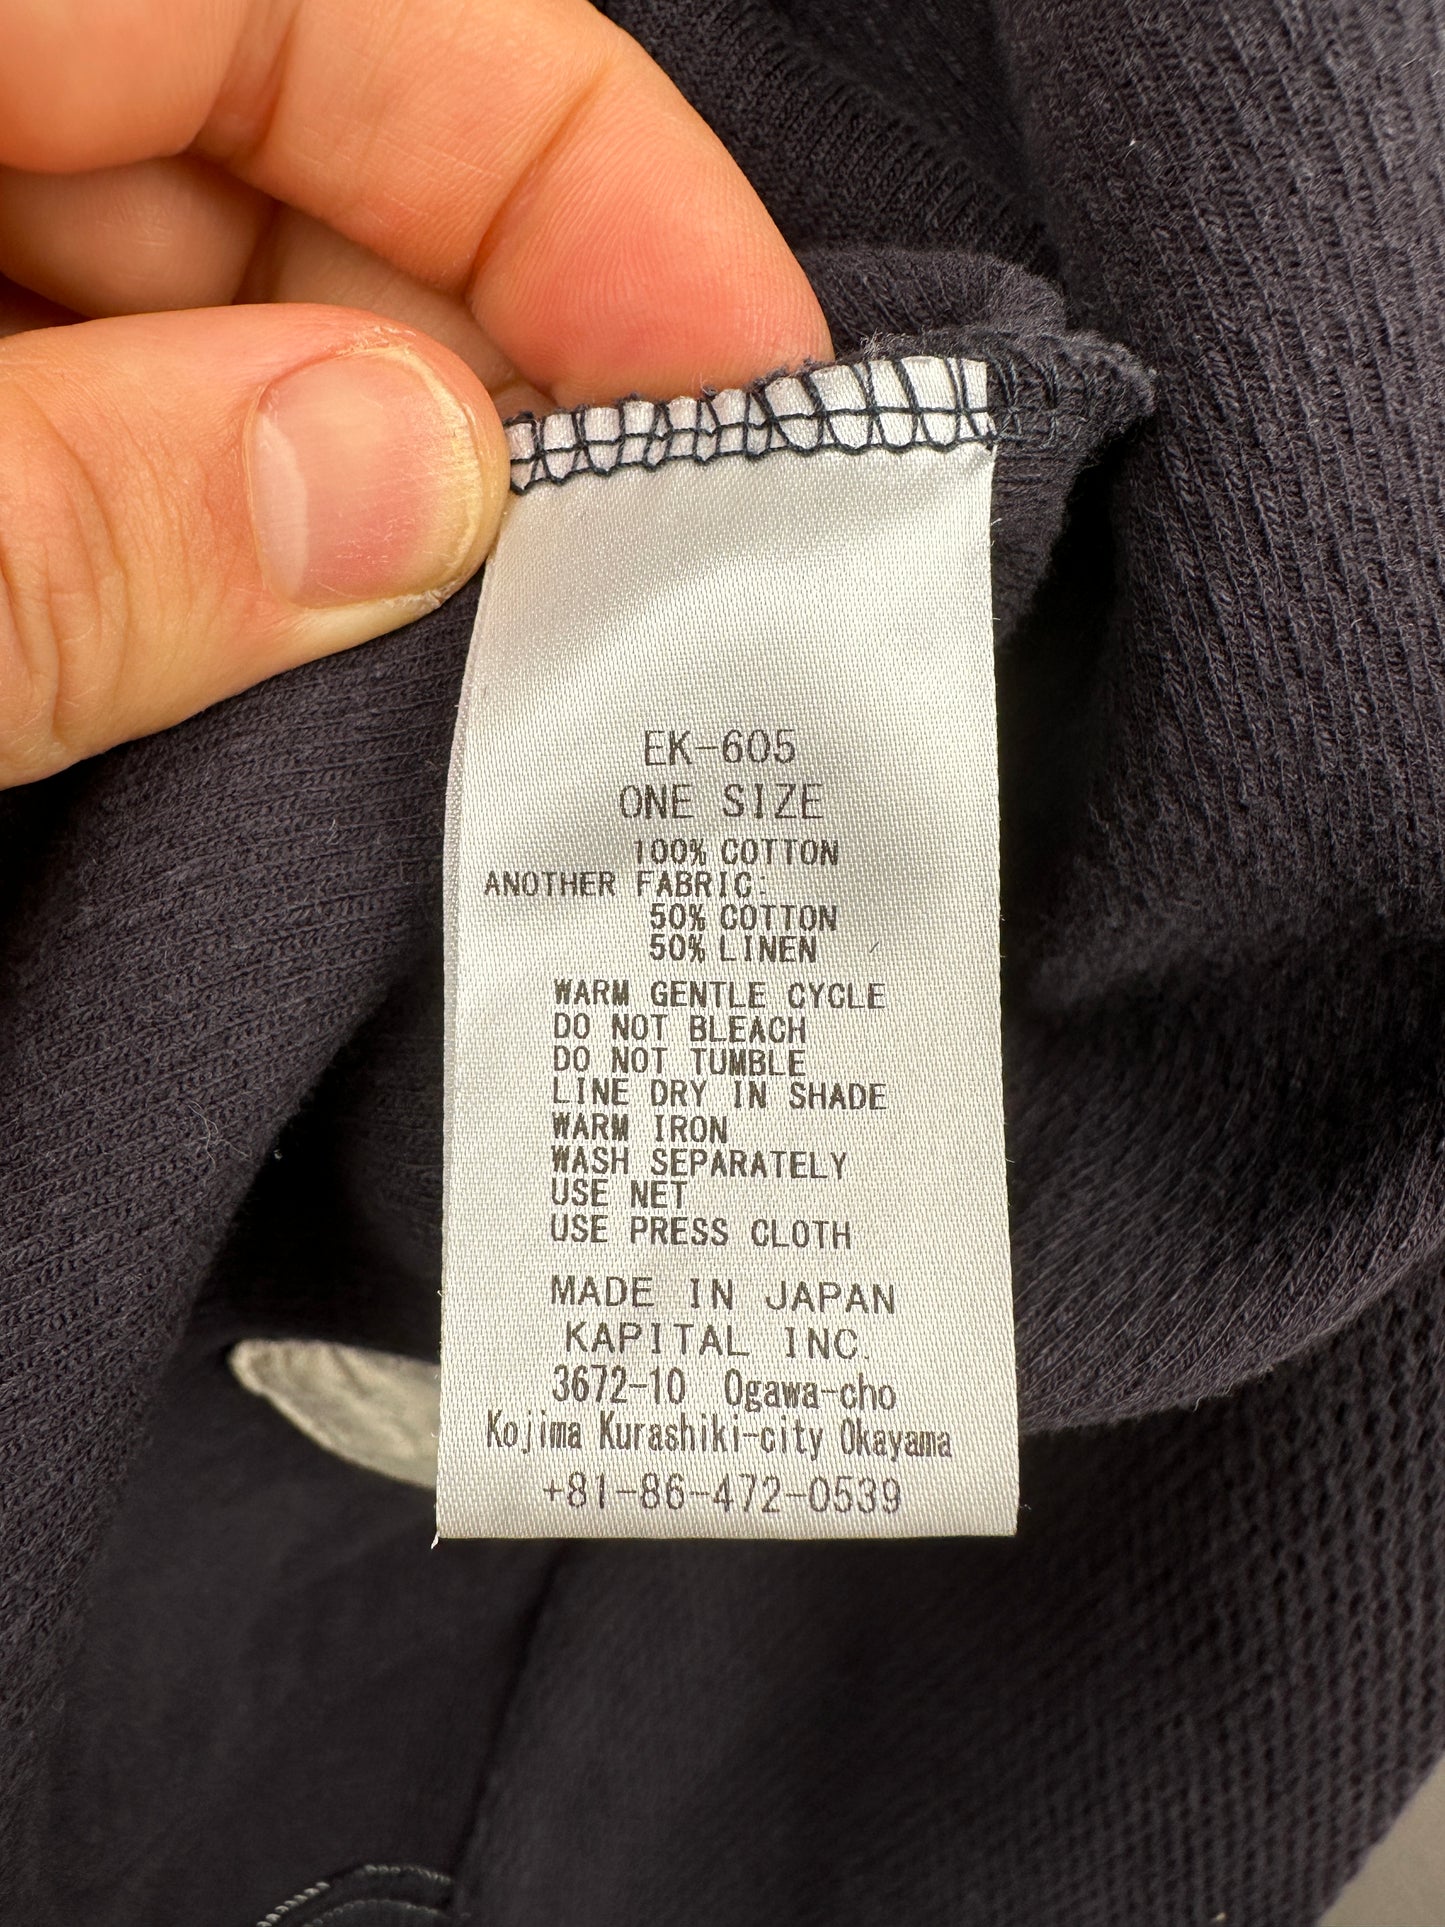 EK-605
ONE SIZE
100% COTTON
ANOTHER FABRIC:
50% COTTON
50% LINEN
WARM GENTLE CYCLE
DO NOT BLEACH
DO NOT TUMBLE
LINE DRY IN SHADE
WARM IRON
WASH SEPARATELY
USE NET
USE PRESS CLOTH
MADE IN JAPAN
KAPITAL INC.
3672-10 Ogawa-cho
Kojima Kurashiki-city Okayama
+81-86-472-0539